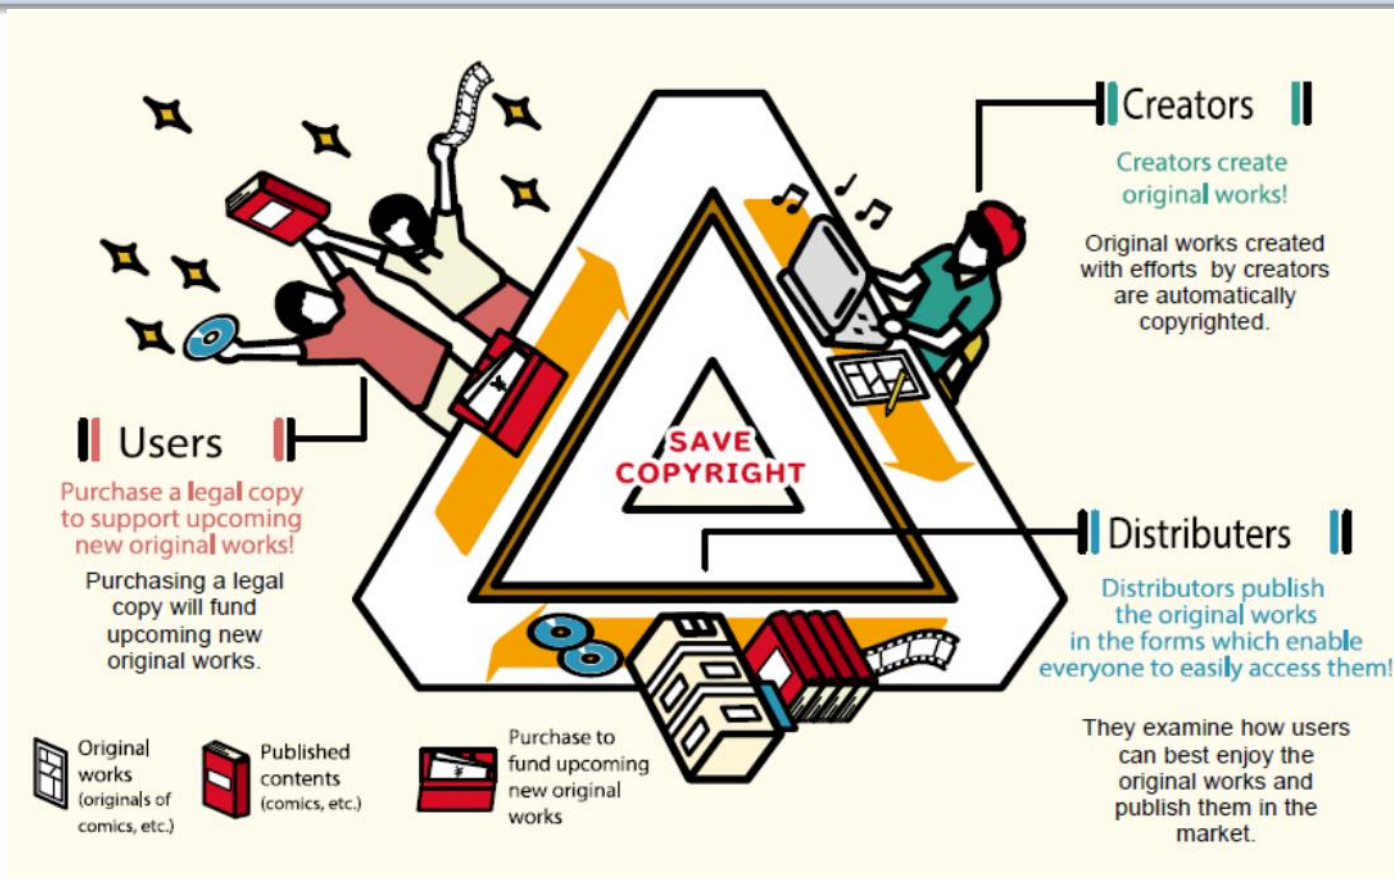 Creators
Creators create
original works!
Original works created
with efforts by creators
are automatically
copyrighted.
SAVE
COPYRIGHT
Users
Purchase a legal copy
to support upcoming
new original works!
Purchasing a legal
copy will fund
upcoming new
original works.
Distributers
Distributors publish
the original works
in the forms which enable
everyone to easily access them!
They examine how users
can best enjoy the
original works and
publish them in the
market.
Original
works
(originals of
comics, etc.)
Published
contents
(comics, etc.)
¥
Purchase to
fund upcoming
new original
works
¥